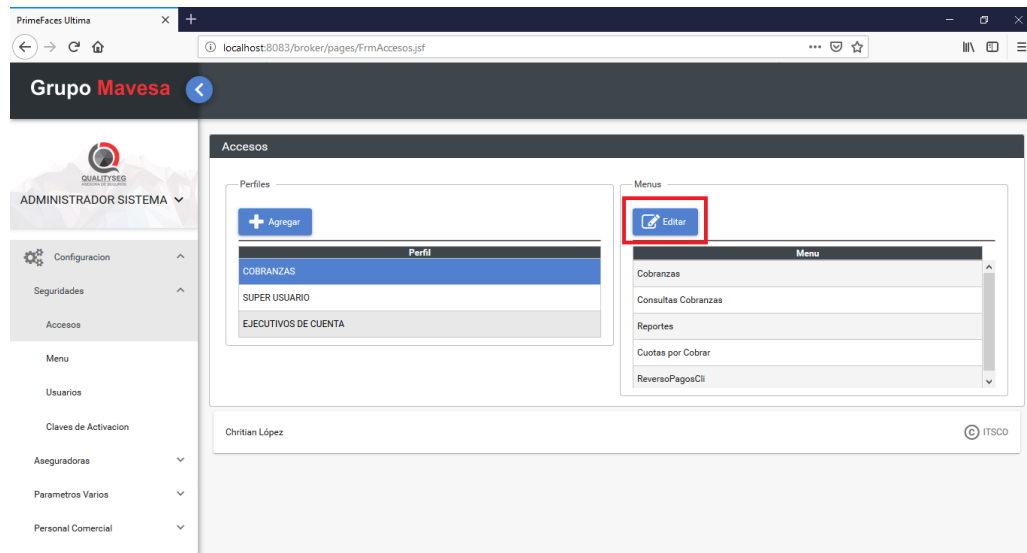 PrimeFaces Ultima
localhost:8083/broker/pages/FrmAccesos.jsf
Grupo Mavesa
QUALITYSEG
ADMINISTRADOR SISTEMA
Configuracion
Seguridades
Accesos
Menu
Usuarios
Claves de Activacion
Aseguradoras
Parametros Varios
Personal Comercial
Accesos
Perfiles
Agregar
Perfil
COBRANZAS
SUPER USUARIO
EJECUTIVOS DE CUENTA
Menus
Editar
Menu
Cobranzas
Consultas Cobranzas
Reportes
Cuotas por Cobrar
ReversoPagosCli
Chritian López
© ITSCO